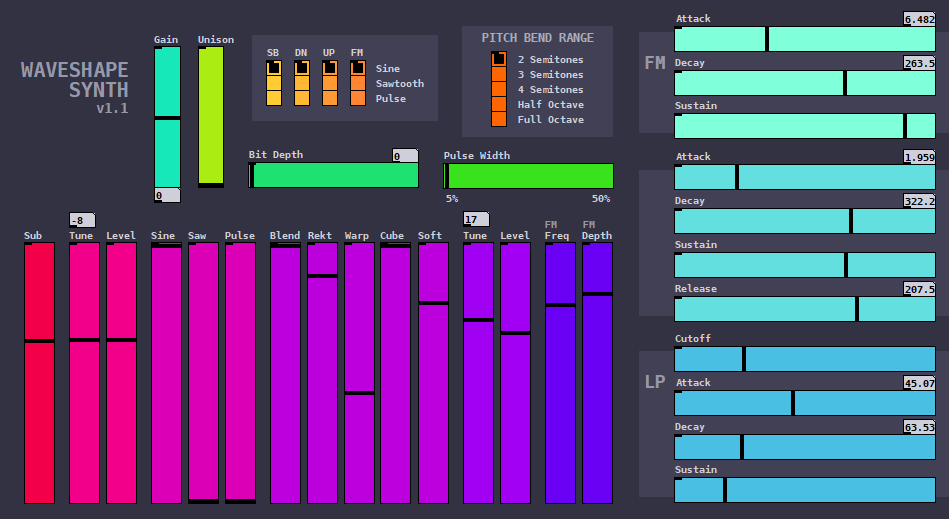 WAVESHAPE
SYNTH
v1.1
Gain
0
Unison
SB DN UP FM
Sine
Sawtooth
Pulse
PITCH BEND RANGE
2 Semitones
3 Semitones
4 Semitones
Half Octave
Full Octave
Bit Depth 0
Pulse Width
5% 50%
Sub
-8
Tune
Level
Sine
Saw
Pulse
Blend
Rekt
Warp
Cube
Soft
17
Tune
Level
FM
Freq
FM
Depth
FM
Attack 6.482
Decay 263.5
Sustain
Attack 1.959
Decay 322.2
Sustain
Release 207.5
LP
Cutoff
Attack 45.07
Decay 63.53
Sustain